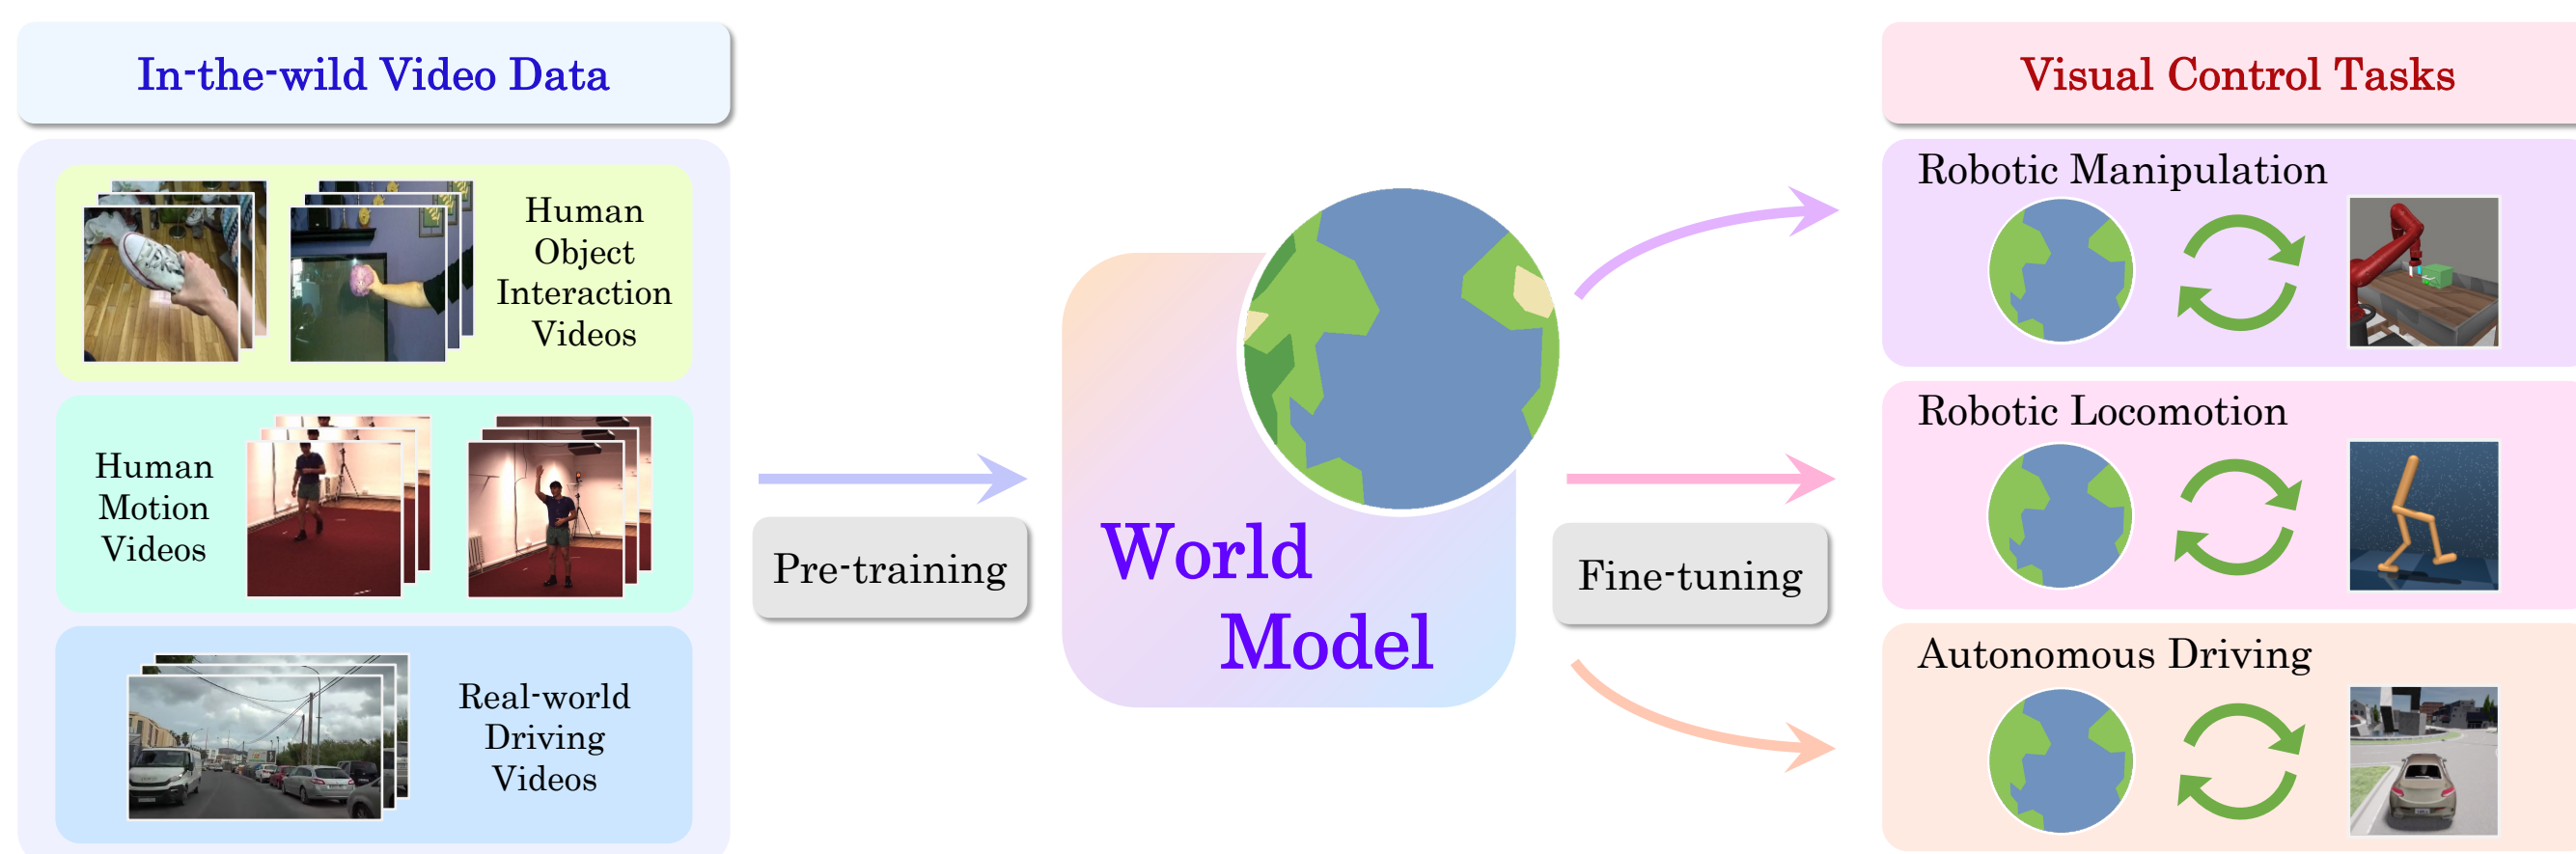 In-the-wild Video Data
Human
Object
Interaction
Videos
Human
Motion
Videos
Real-world
Driving
Videos
Pre-training
World
Model
Fine-tuning
Visual Control Tasks
Robotic Manipulation
Robotic Locomotion
Autonomous Driving